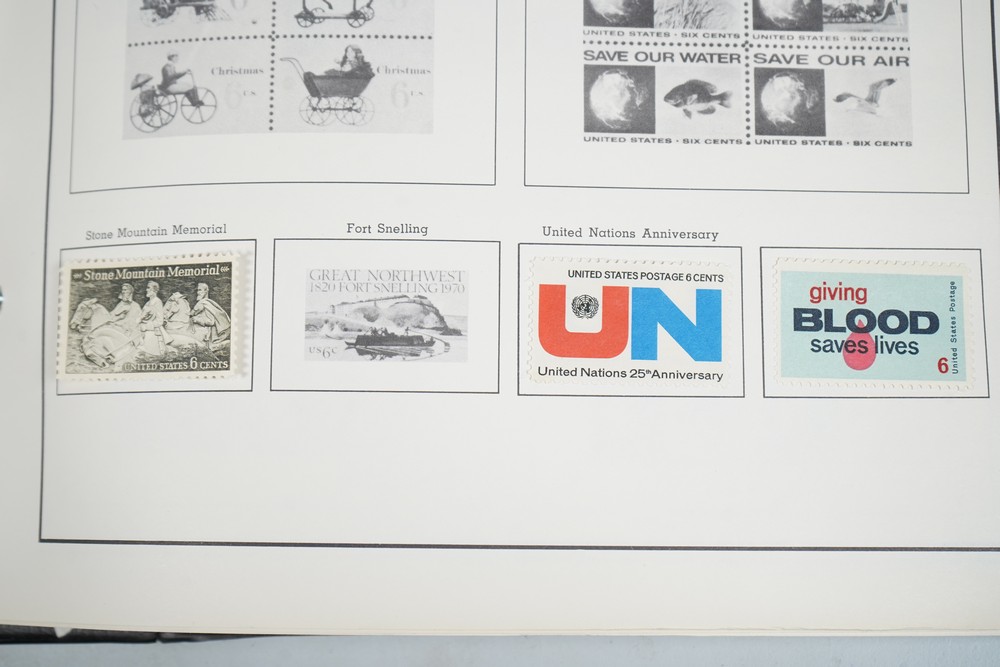 UNITED STATES · SIX CENTS UNITED STATES · SIX CENTS
Christmas Christmas
6 U.S. 6 U.S.
SAVE OUR WATER SAVE OUR AIR
UNITED STATES · SIX CENTS UNITED STATES · SIX CENTS
Stone Mountain Memorial
Stone Mountain Memorial
UNITED STATES 6 CENTS
Fort Snelling
GREAT NORTHWEST
1820 FORT SNELLING 1970
US 6c
United Nations Anniversary
UNITED STATES POSTAGE 6 CENTS
UN
United Nations 25th Anniversary
giving
BLOOD
saves lives
6
United States Postage